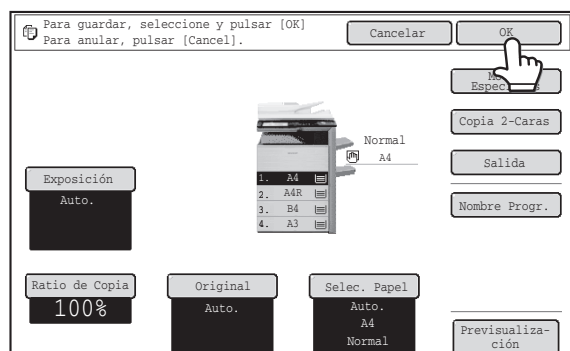 Para guardar, seleccione y pulsar [OK]
Para anular, pulsar [Cancel].
Cancelar
OK
Copia 2-Caras
Normal
A4
Salida
Exposición
Auto.
1. A4
2. A4R
3. B4
4. A3
Nombre Progr.
Ratio de Copia
100%
Original
Auto.
Selec. Papel
Auto.
A4
Normal
Previsualiza-
ción